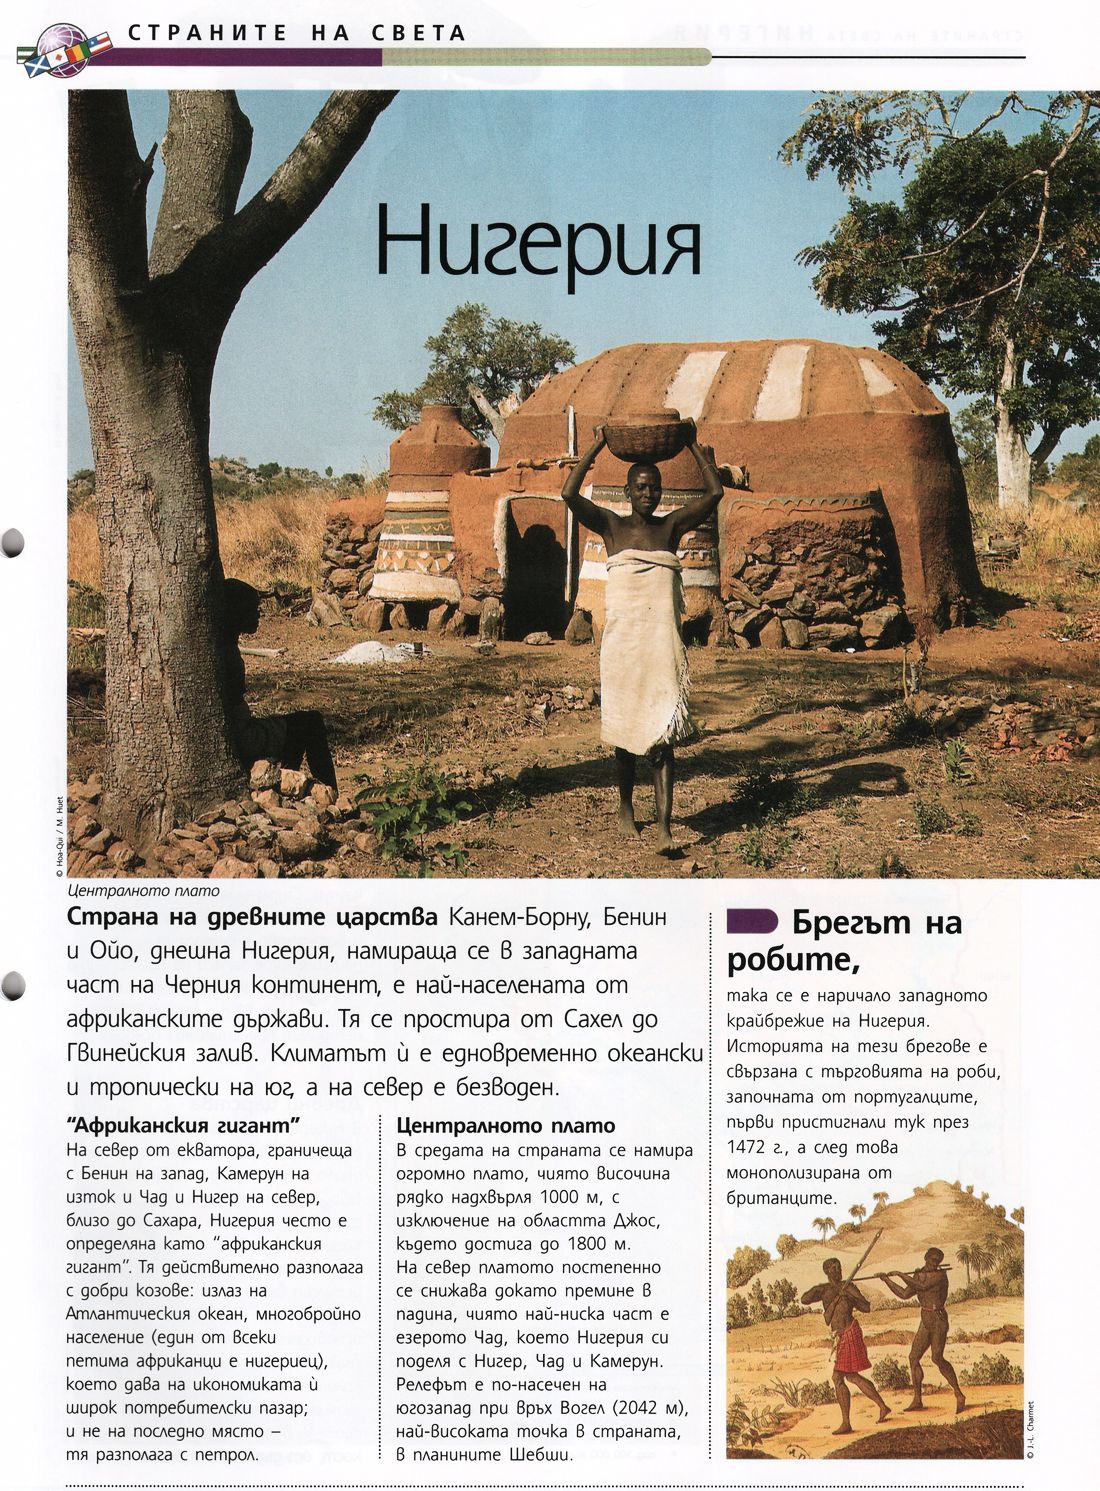 СТРАНИТЕ НА СВЕТА
Нигерия
© Hoa-Qui / M. Huet
Централното плато
Страна на древните царства Канем-Борну, Бенин
и Ойо, днешна Нигерия, намираща се в западната
част на Черния континент, е най-населената от
африканските държави. Тя се простира от Сахел до
Гвинейския залив. Климатът ѝ е едновременно океански
и тропически на юг, а на север е безводен.
“Африканския гигант”
На север от екватора, граничеща
с Бенин на запад, Камерун на
изток и Чад и Нигер на север,
близо до Сахара, Нигерия често е
определяна като “африканския
гигант”. Тя действително разполага
с добри козове: излаз на
Атлантическия океан, многобройно
население (един от всеки
петима африканци е нигериец),
което дава на икономиката ѝ
широк потребителски пазар;
и не на последно място –
тя разполага с петрол.
Централното плато
В средата на страната се намира
огромно плато, чиято височина
рядко надхвърля 1000 м, с
изключение на областта Джос,
където достига до 1800 м.
На север платото постепенно
се снижава докато премине в
падина, чиято най-ниска част е
езерото Чад, което Нигерия си
поделя с Нигер, Чад и Камерун.
Релефът е по-насечен на
югозапад при връх Вогел (2042 м),
най-високата точка в страната,
в планините Шебши.
Брегът на
робите,
така се е наричало западното
крайбрежие на Нигерия.
Историята на тези брегове е
свързана с търговията на роби,
започната от португалците,
първи пристигнали тук през
1472 г., а след това
монополизирана от
британците.
© J.-L. Charmet